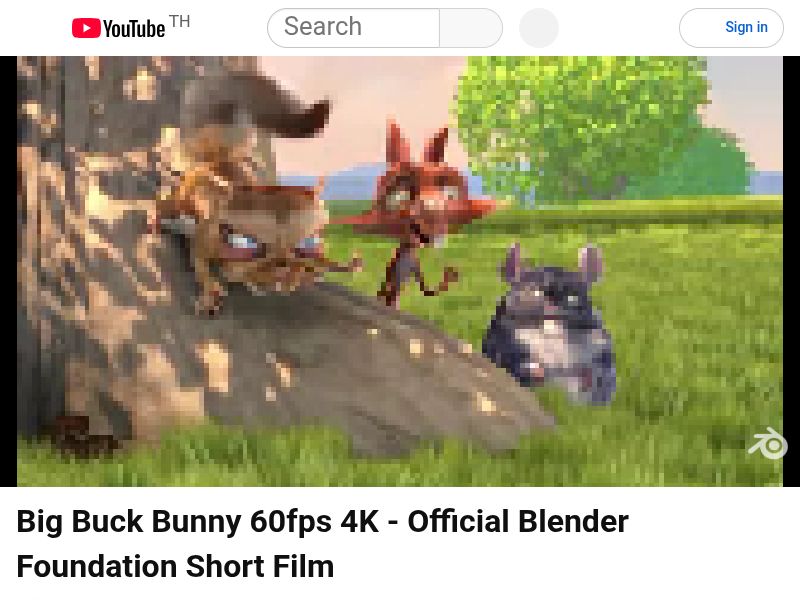 YouTube TH
Search
Sign in
Big Buck Bunny 60fps 4K - Official Blender
Foundation Short Film